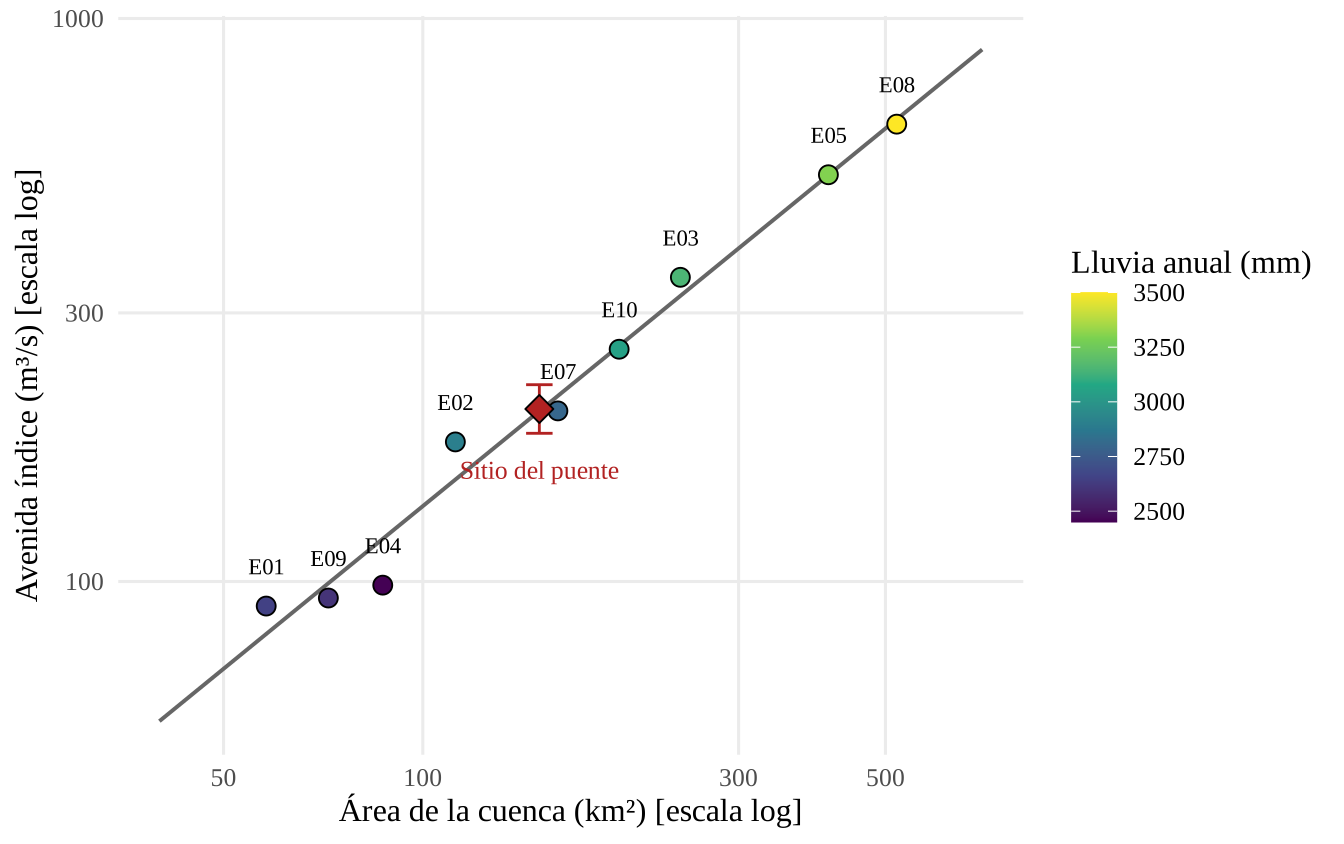 1000
300
100
Avenida índice (m³/s) [escala log]
E08
E05
E03
E10
E07
E02
Sitio del puente
E04
E09
E01
50
100
300
500
Área de la cuenca (km²) [escala log]
Lluvia anual (mm)
3500
3250
3000
2750
2500